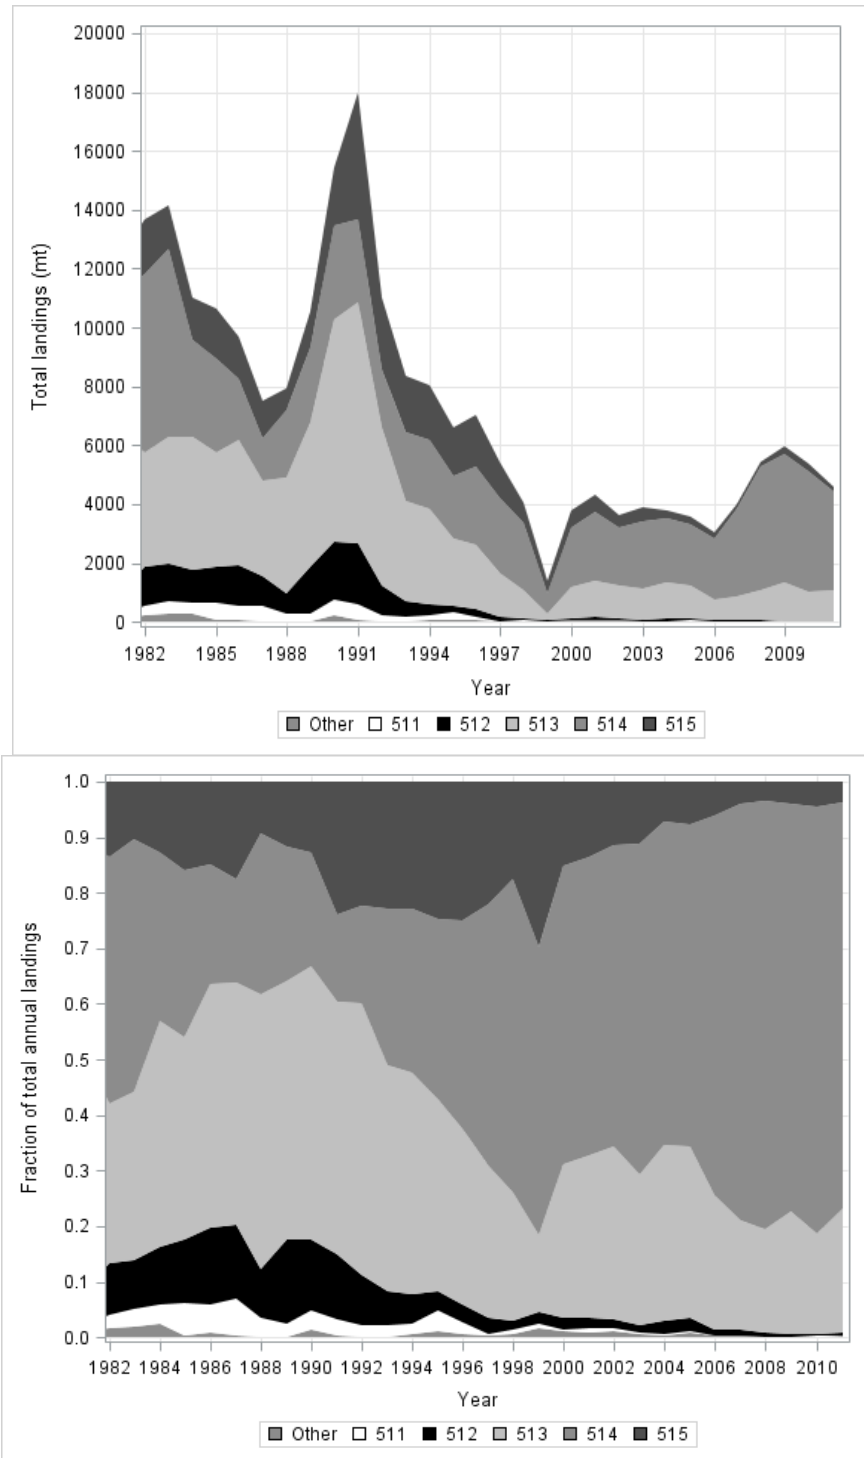 20000
18000
16000
14000
12000
10000
8000
6000
4000
2000
0
Total landings (mt)
1982 1985 1988 1991 1994 1997 2000 2003 2006 2009
Year
Other 511 512 513 514 515
1.0
0.9
0.8
0.7
0.6
0.5
0.4
0.3
0.2
0.1
0.0
Fraction of total annual landings
1982 1984 1986 1988 1990 1992 1994 1996 1998 2000 2002 2004 2006 2008 2010
Year
Other 511 512 513 514 515